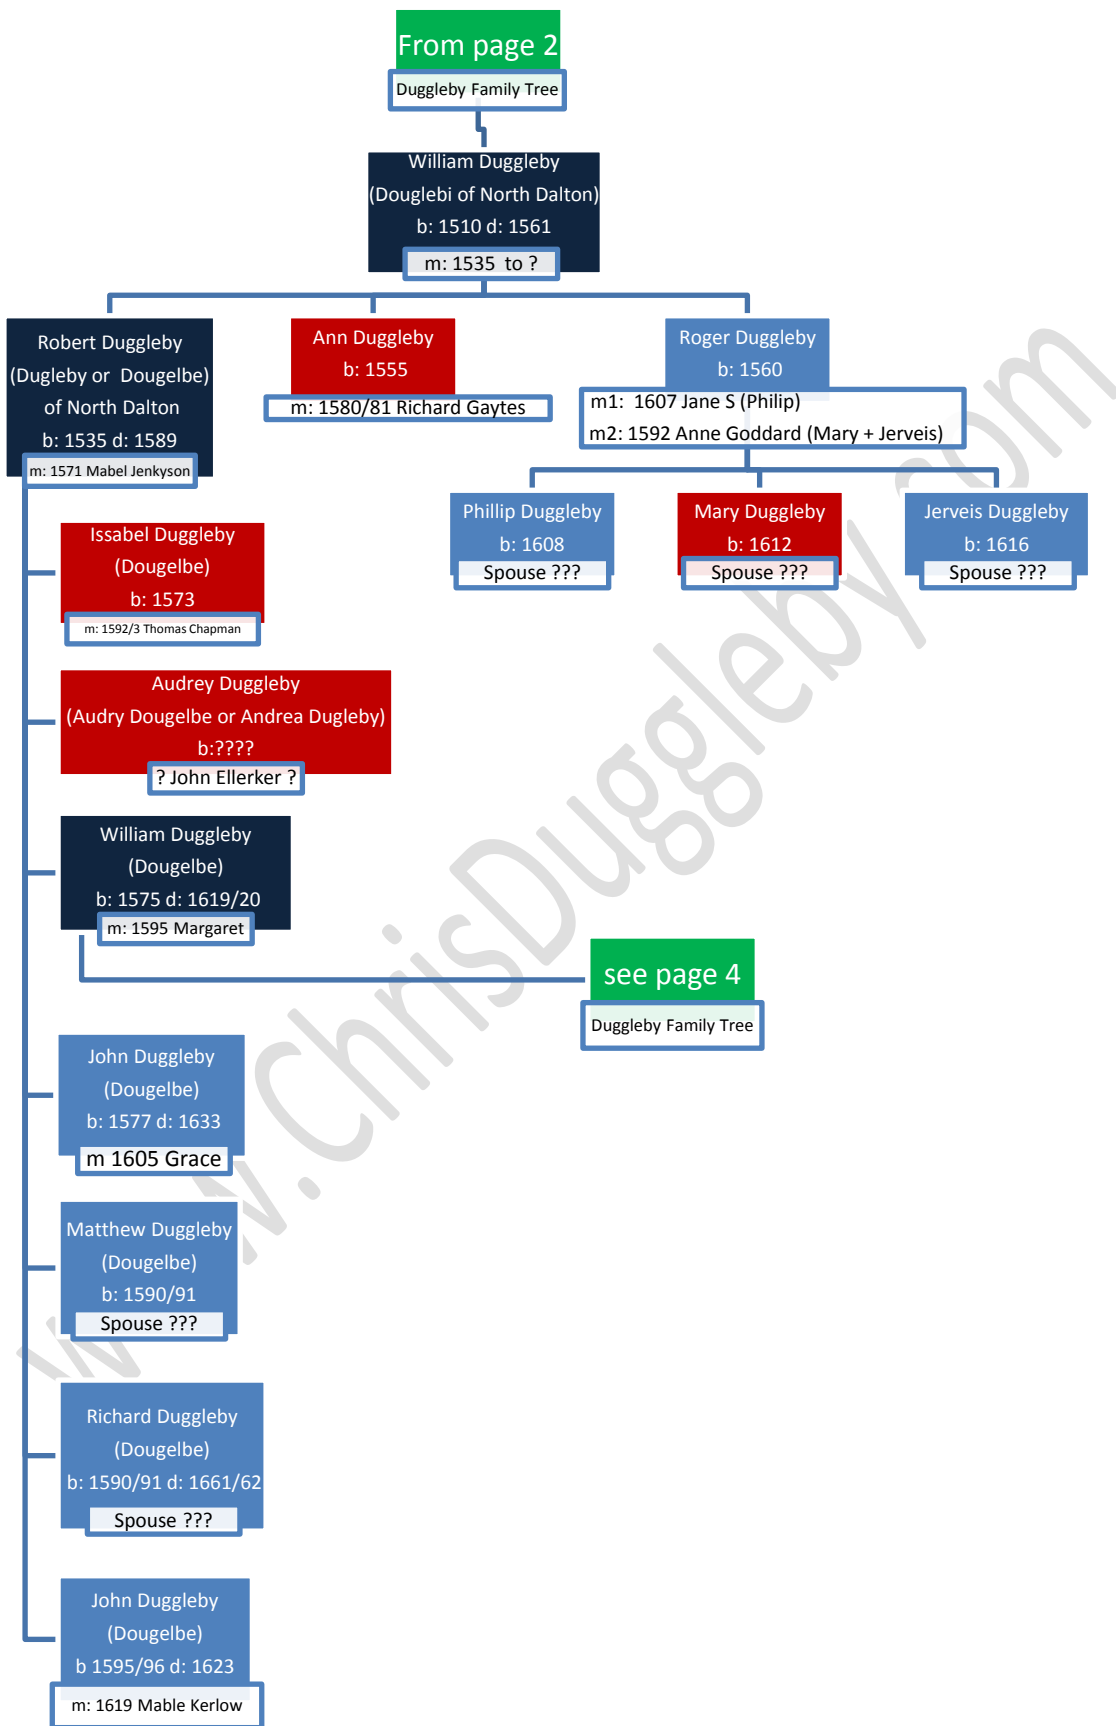 From page 2
Duggleby Family Tree
William Duggleby
(Douglebi of North Dalton)
b: 1510 d: 1561
m: 1535 to ?
Robert Duggleby
(Dugleby or Dougelbe)
of North Dalton
b: 1535 d: 1589
m: 1571 Mabel Jenkyson
Ann Duggleby
b: 1555
m: 1580/81 Richard Gaytes
Roger Duggleby
b: 1560
m1: 1607 Jane S (Philip)
m2: 1592 Anne Goddard (Mary + Jerveis)
Phillip Duggleby
b: 1608
Spouse ???
Mary Duggleby
b: 1612
Spouse ???
Jerveis Duggleby
b: 1616
Spouse ???
Issabel Duggleby
(Dougelbe)
b: 1573
m: 1592/3 Thomas Chapman
Audrey Duggleby
(Audry Dougelbe or Andrea Dugleby)
b:????
? John Ellerker ?
William Duggleby
(Dougelbe)
b: 1575 d: 1619/20
m: 1595 Margaret
see page 4
Duggleby Family Tree
John Duggleby
(Dougelbe)
b: 1577 d: 1633
m 1605 Grace
Matthew Duggleby
(Dougelbe)
b: 1590/91
Spouse ???
Richard Duggleby
(Dougelbe)
b: 1590/91 d: 1661/62
Spouse ???
John Duggleby
(Dougelbe)
b 1595/96 d: 1623
m: 1619 Mable Kerlow
www.ChrisDuggleby.com